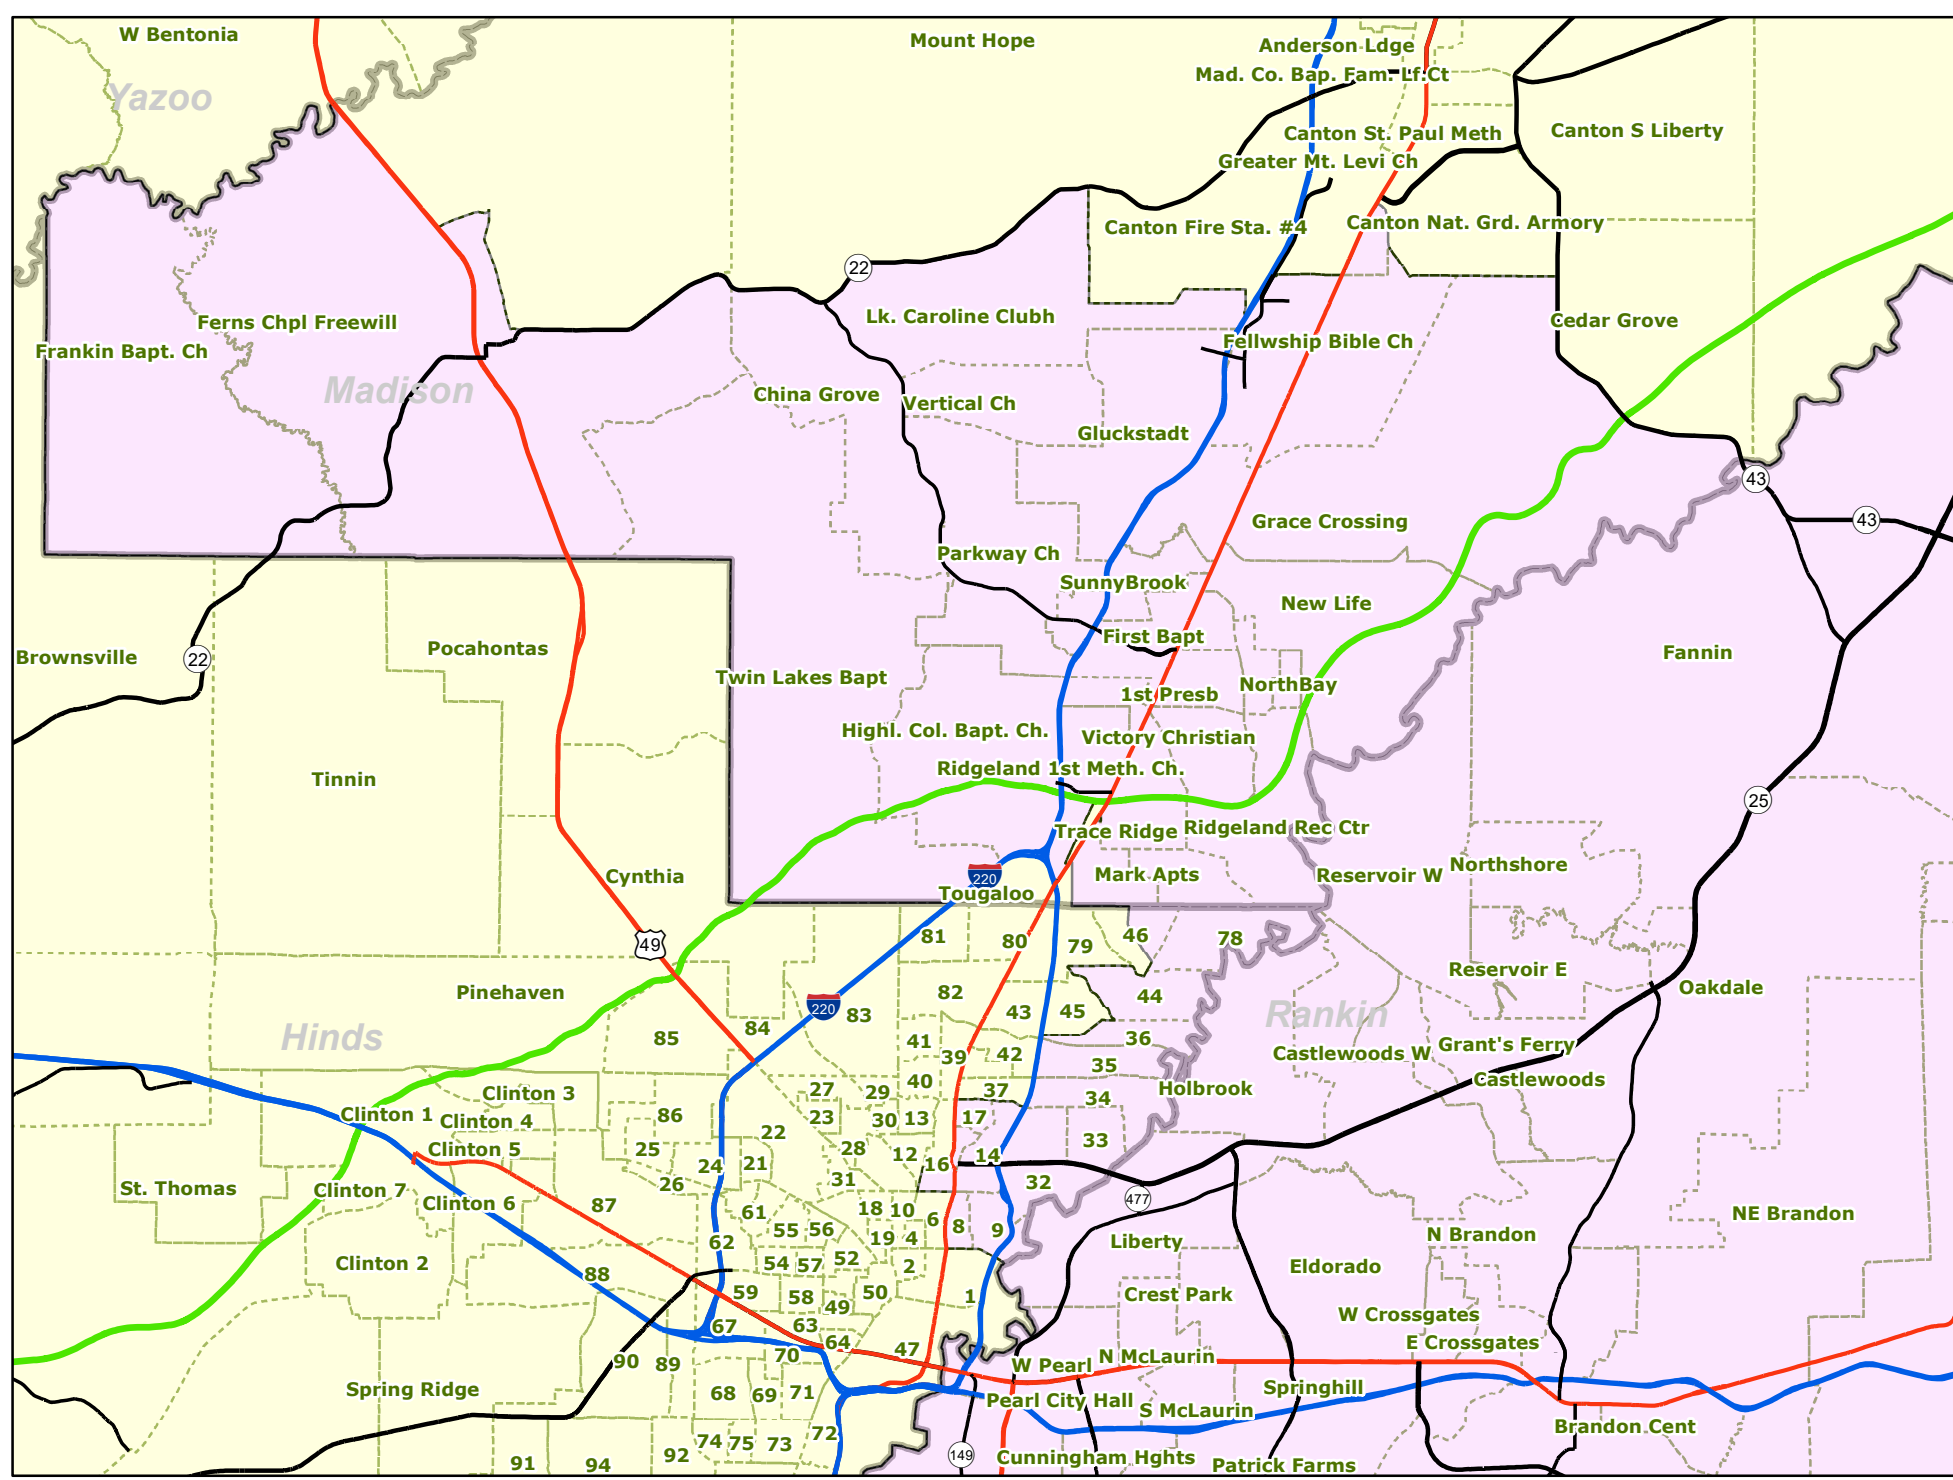 W Bentonia
Mount Hope
Anderson Ldge
Mad. Co. Bap. Fam. Lf.Ct
Yazoo
Canton St. Paul Meth
Canton S Liberty
Greater Mt. Levi Ch
Canton Fire Sta. #4
Canton Nat. Grd. Armory
22
Lk. Caroline Clubh
Ferns Chpl Freewill
Cedar Grove
Frankin Bapt. Ch
Fellwship Bible Ch
Madison
China Grove
Vertical Ch
Gluckstadt
43
Grace Crossing
43
Parkway Ch
SunnyBrook
New Life
First Bapt
Brownsville
22
Pocahontas
Fannin
Twin Lakes Bapt
NorthBay
1st Presb
Highl. Col. Bapt. Ch.
Victory Christian
Tinnin
Ridgeland 1st Meth. Ch.
25
Trace Ridge
Ridgeland Rec Ctr
Cynthia
220
Mark Apts
Reservoir W
Northshore
Tougaloo
49
81
80
79
46
78
Pinehaven
Reservoir E
Oakdale
220
83
82
43
45
44
Rankin
Hinds
85
84
41
39
42
36
Castlewoods W
Grant's Ferry
35
Castlewoods
Clinton 3
27
29
40
37
Holbrook
34
Clinton 1
Clinton 4
86
23
30
13
17
22
33
Clinton 5
25
28
12
14
24
21
16
St. Thomas
Clinton 7
26
31
32
477
Clinton 6
87
61
18
10
6
8
9
NE Brandon
55
56
62
19
4
Liberty
N Brandon
Clinton 2
54
57
52
2
Eldorado
88
59
58
49
50
1
Crest Park
W Crossgates
67
63
64
E Crossgates
90
89
70
47
W Pearl
N McLaurin
Spring Ridge
68
69
71
Pearl City Hall
Springhill
S McLaurin
72
Brandon Cent
74
75
73
92
149
Cunningham Hghts
91
94
Patrick Farms